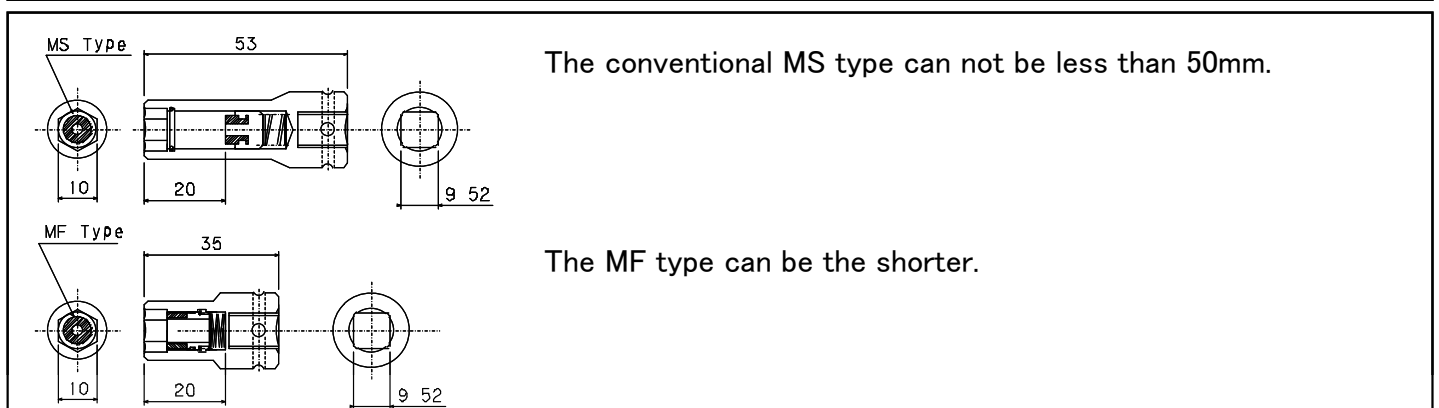 MS Type
53
The conventional MS type can not be less than 50mm.
10
20
9 52
MF Type
35
The MF type can be the shorter.
10
20
9 52